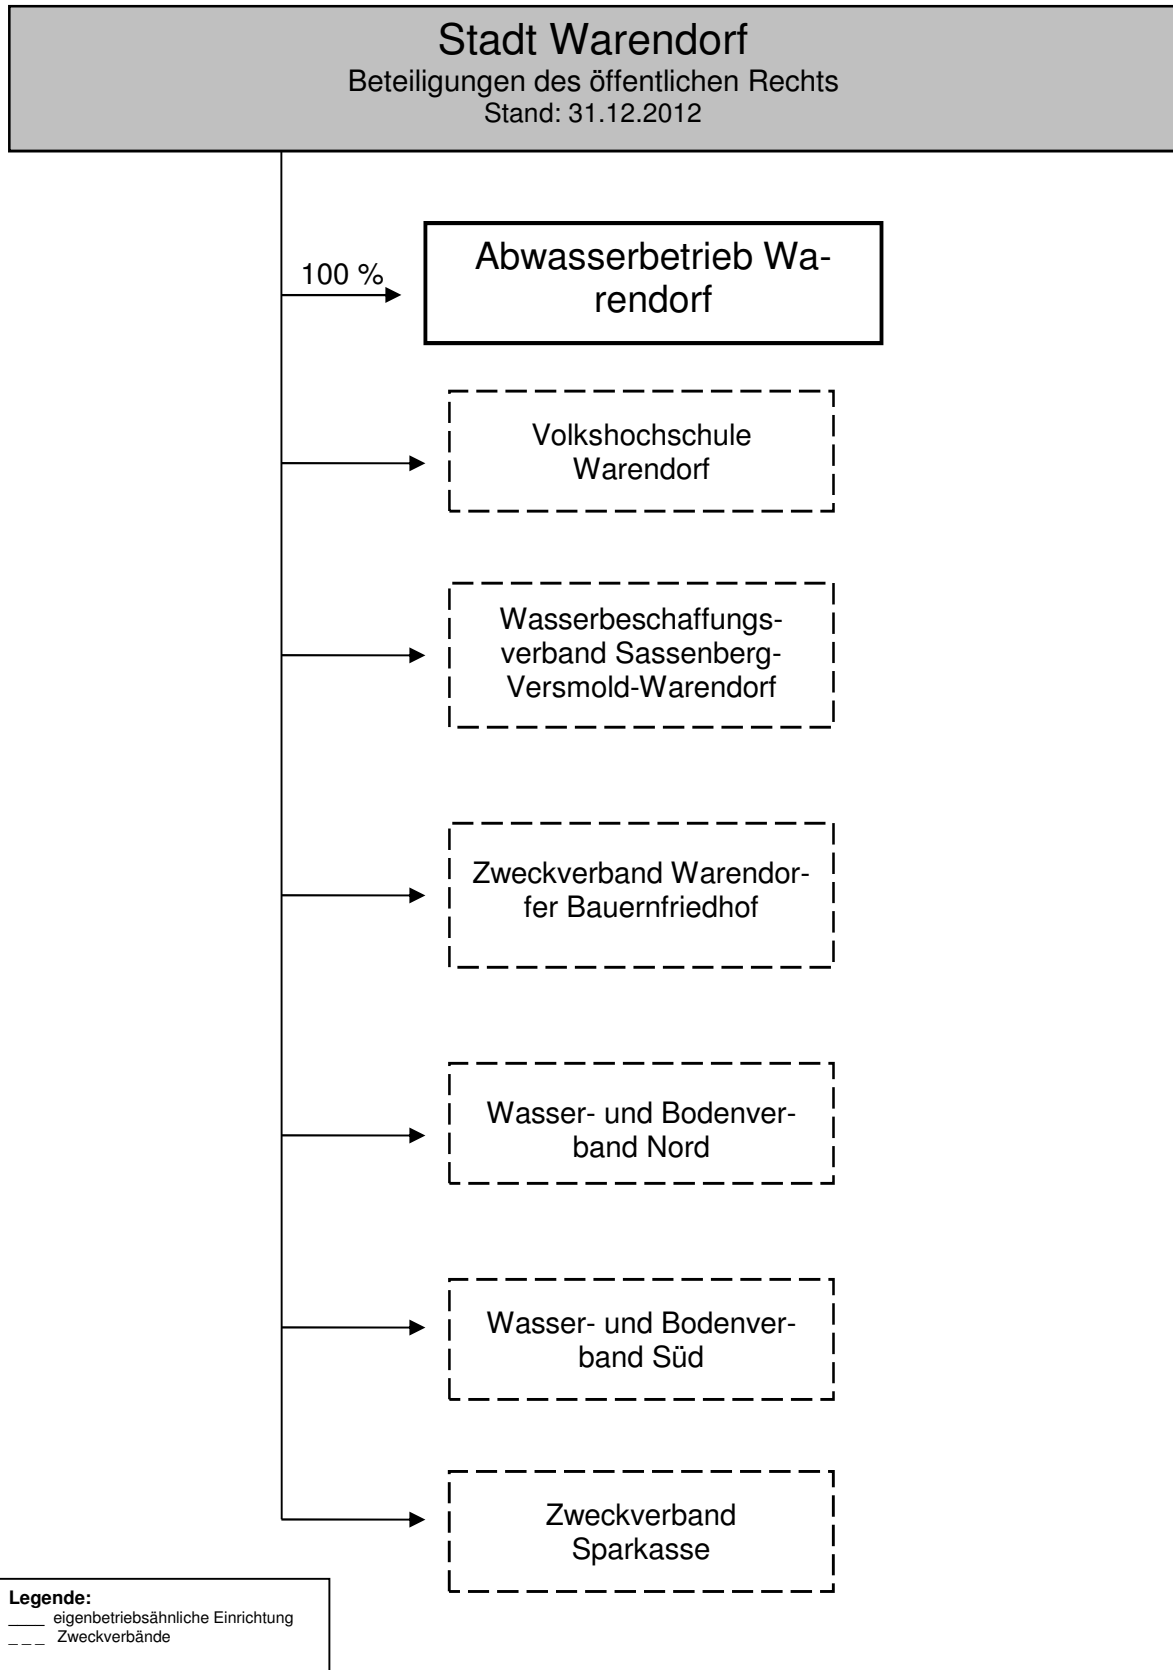 Stadt Warendorf
Beteiligungen des öffentlichen Rechts
Stand: 31.12.2012
100 %
Abwasserbetrieb Wa-
rendorf
Volkshochschule
Warendorf
Wasserbeschaffungs-
verband Sassenberg-
Versmold-Warendorf
Zweckverband Warendor-
fer Bauernfriedhof
Wasser- und Bodenver-
band Nord
Wasser- und Bodenver-
band Süd
Zweckverband
Sparkasse
Legende:
____ eigenbetriebsähnliche Einrichtung
_ _ _ Zweckverbände